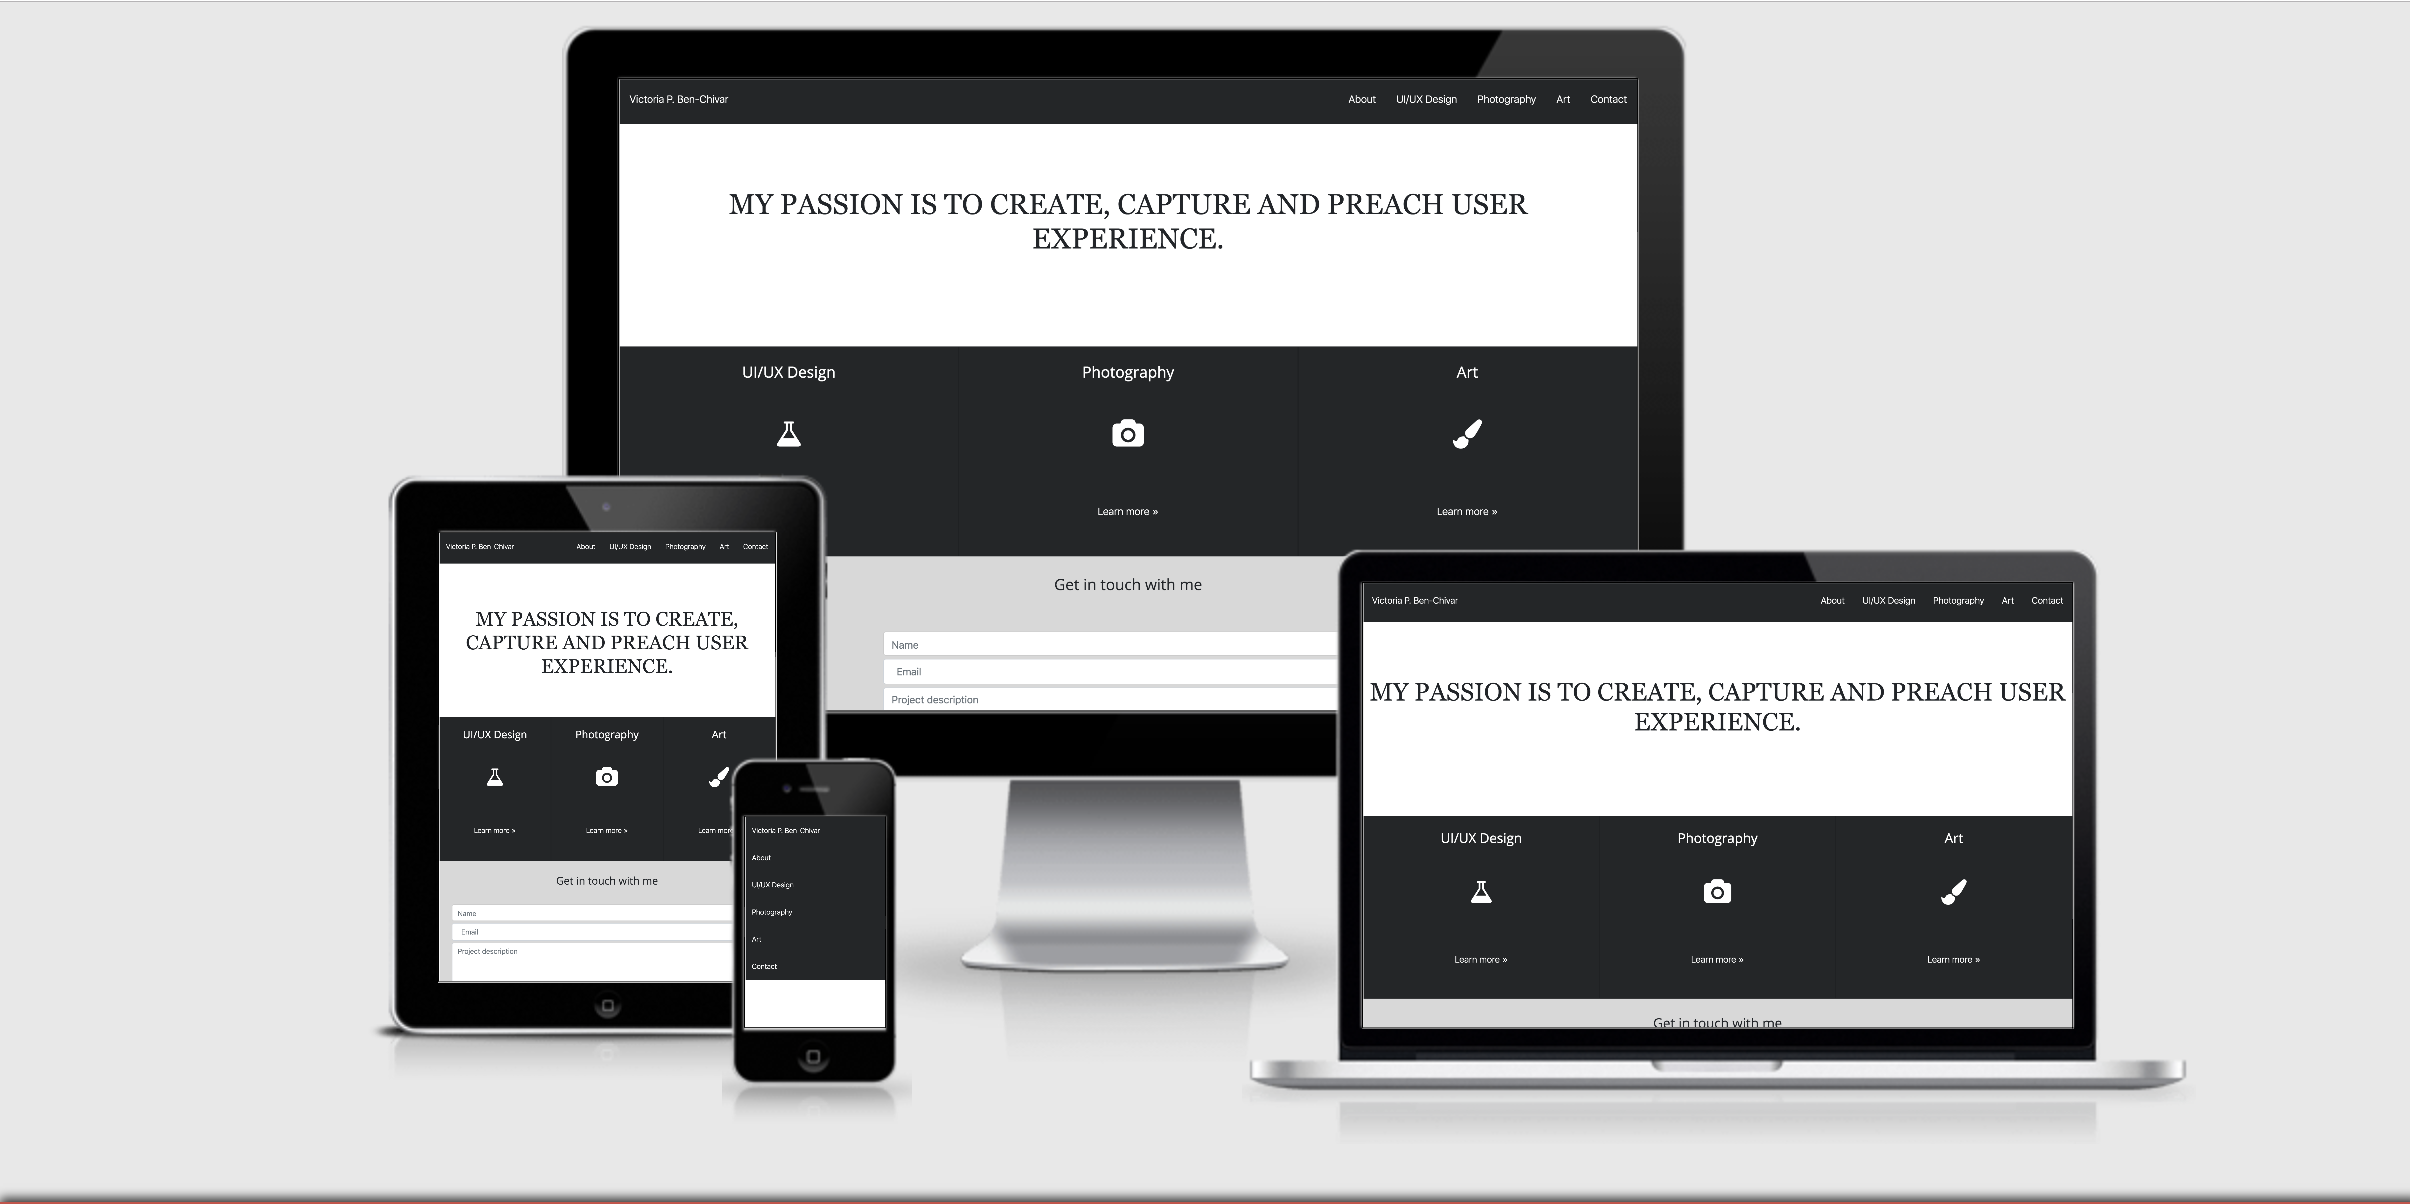 Victoria P. Ben-Chivar About UI/UX Design Photography Art Contact
MY PASSION IS TO CREATE, CAPTURE AND PREACH USER
EXPERIENCE.
UI/UX Design Photography Art
Learn more » Learn more »
Get in touch with me
Name
Email
Project description
Victoria P. Ben-Chivar About UI/UX Design Photography Art Contact
MY PASSION IS TO CREATE,
CAPTURE AND PREACH USER
EXPERIENCE.
UI/UX Design Photography Art
Learn more » Learn more » Learn mor
Get in touch with me
Name
Email
Project description
Victoria P. Ben-Chivar
About
UI/UX Design
Photography
Art
Contact
Victoria P. Ben-Chivar About UI/UX Design Photography Art Contact
MY PASSION IS TO CREATE, CAPTURE AND PREACH USER
EXPERIENCE.
UI/UX Design Photography Art
Learn more » Learn more » Learn more »
Get in touch with me